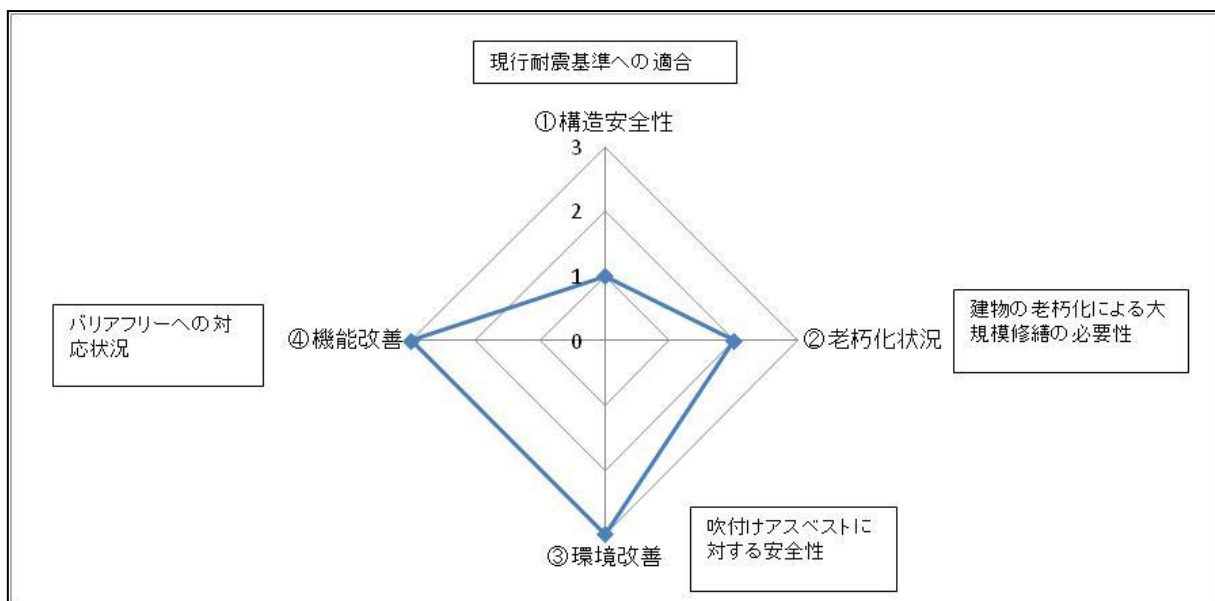 現行耐震基準への適合
①構造安全性
3
2
1
0
バリアフリーへの対
応状況
④機能改善
②老朽化状況
建物の老朽化による大
規模修繕の必要性
吹付けアスベストに
対する安全性
③環境改善